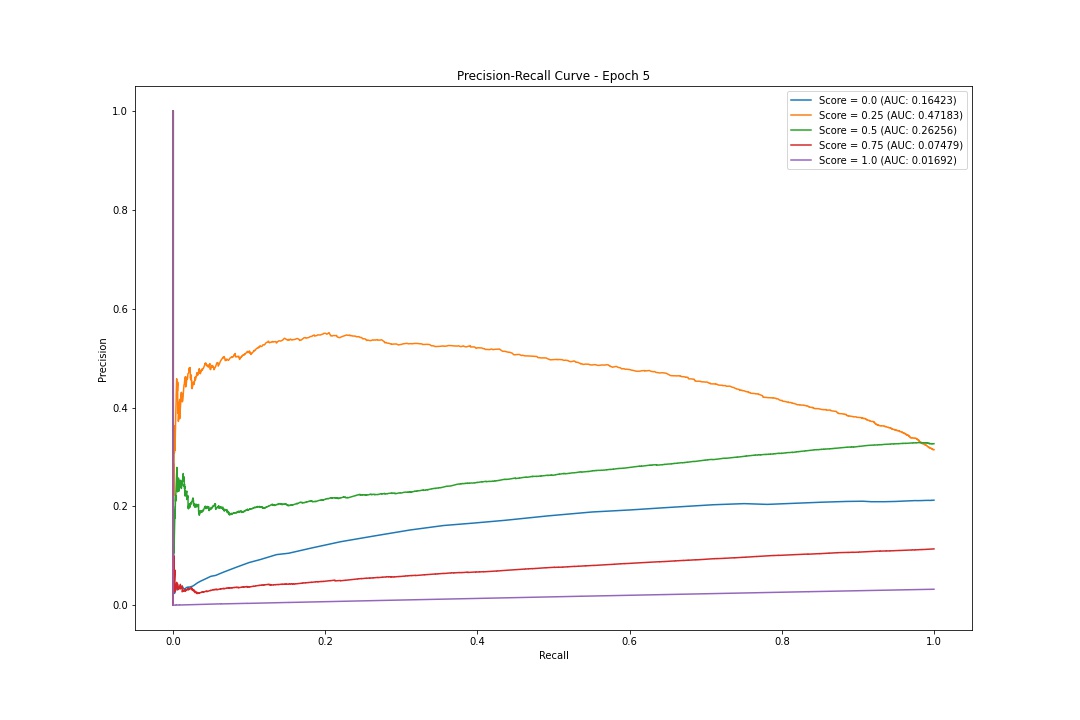 Precision-Recall Curve - Epoch 5
Score = 0.0 (AUC: 0.16423)
Score = 0.25 (AUC: 0.47183)
Score = 0.5 (AUC: 0.26256)
Score = 0.75 (AUC: 0.07479)
Score = 1.0 (AUC: 0.01692)
Precision
1.0
0.8
0.6
0.4
0.2
0.0
0.0 0.2 0.4 0.6 0.8 1.0
Recall